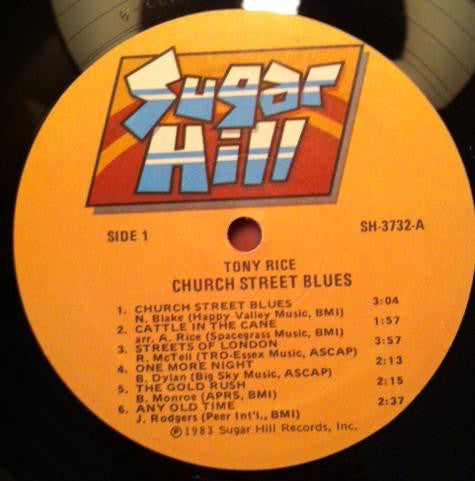 Sugar
Hill
SIDE 1
SH-3732-A
TONY RICE
CHURCH STREET BLUES
1. CHURCH STREET BLUES 3:04
N. Blake (Happy Valley Music, BMI)
2. CATTLE IN THE CANE 1:57
arr. A. Rice (Spacegrass Music, BMI)
3. STREETS OF LONDON 3:57
R. McTell (TRO-Essex Music, ASCAP)
4. ONE MORE NIGHT 2:13
B. Dylan (Big Sky Music, ASCAP)
5. THE GOLD RUSH 2:15
B. Monroe (APRS, BMI)
6. ANY OLD TIME 2:37
J. Rodgers (Peer Int'l., BMI)
℗1983 Sugar Hill Records, Inc.